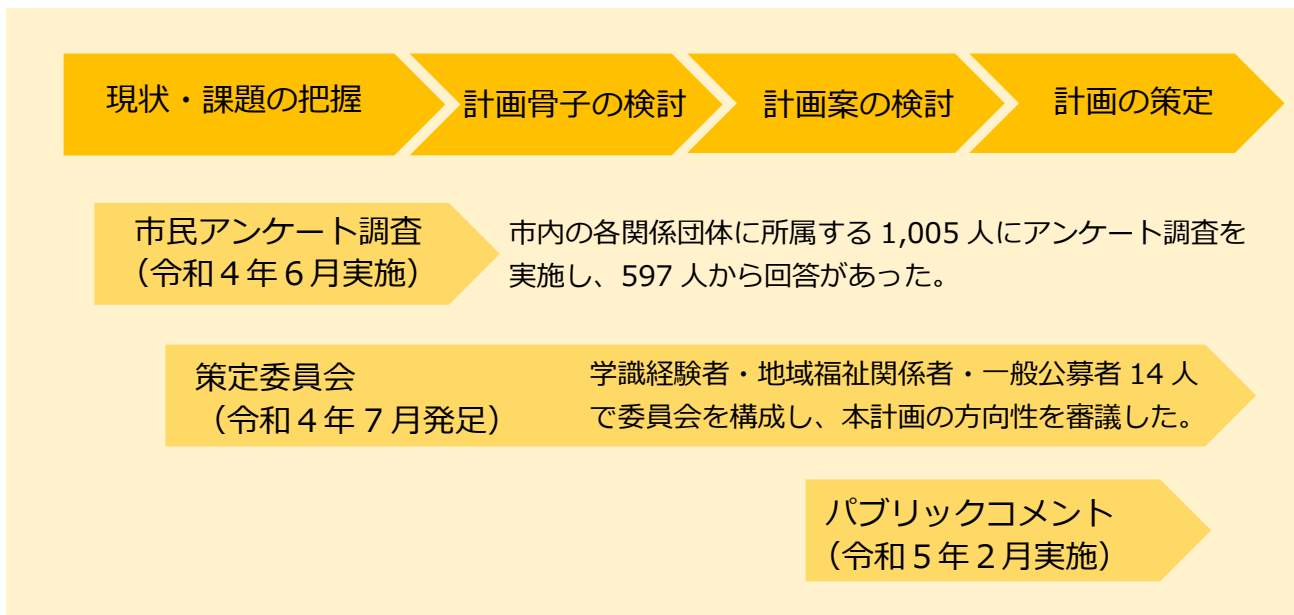 現状・課題の把握
計画骨子の検討
計画案の検討
計画の策定
市民アンケート調査
（令和４年６月実施）
市内の各関係団体に所属する 1,005 人にアンケート調査を
実施し、597 人から回答があった。
策定委員会
（令和４年７月発足）
学識経験者・地域福祉関係者・一般公募者 14 人
で委員会を構成し、本計画の方向性を審議した。
パブリックコメント
（令和５年２月実施）